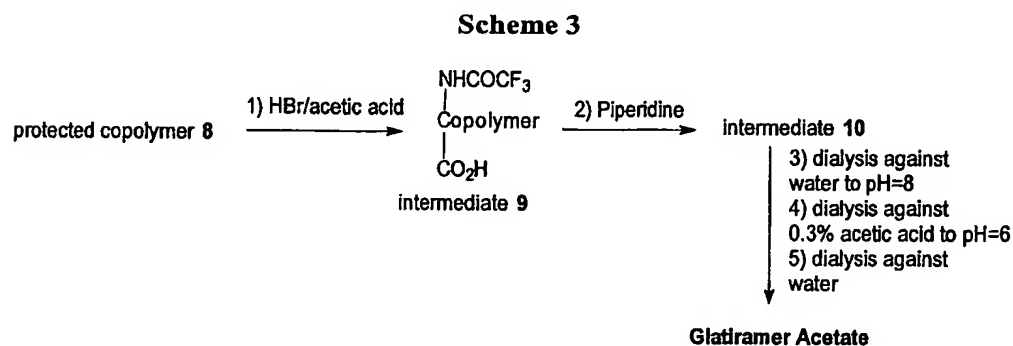 Scheme 3
protected copolymer 8
1) HBr/acetic acid
NHCOCF3
Copolymer
CO2H
intermediate 9
2) Piperidine
intermediate 10
3) dialysis against
water to pH=8
4) dialysis against
0.3% acetic acid to pH=6
5) dialysis against
water
Glatiramer Acetate